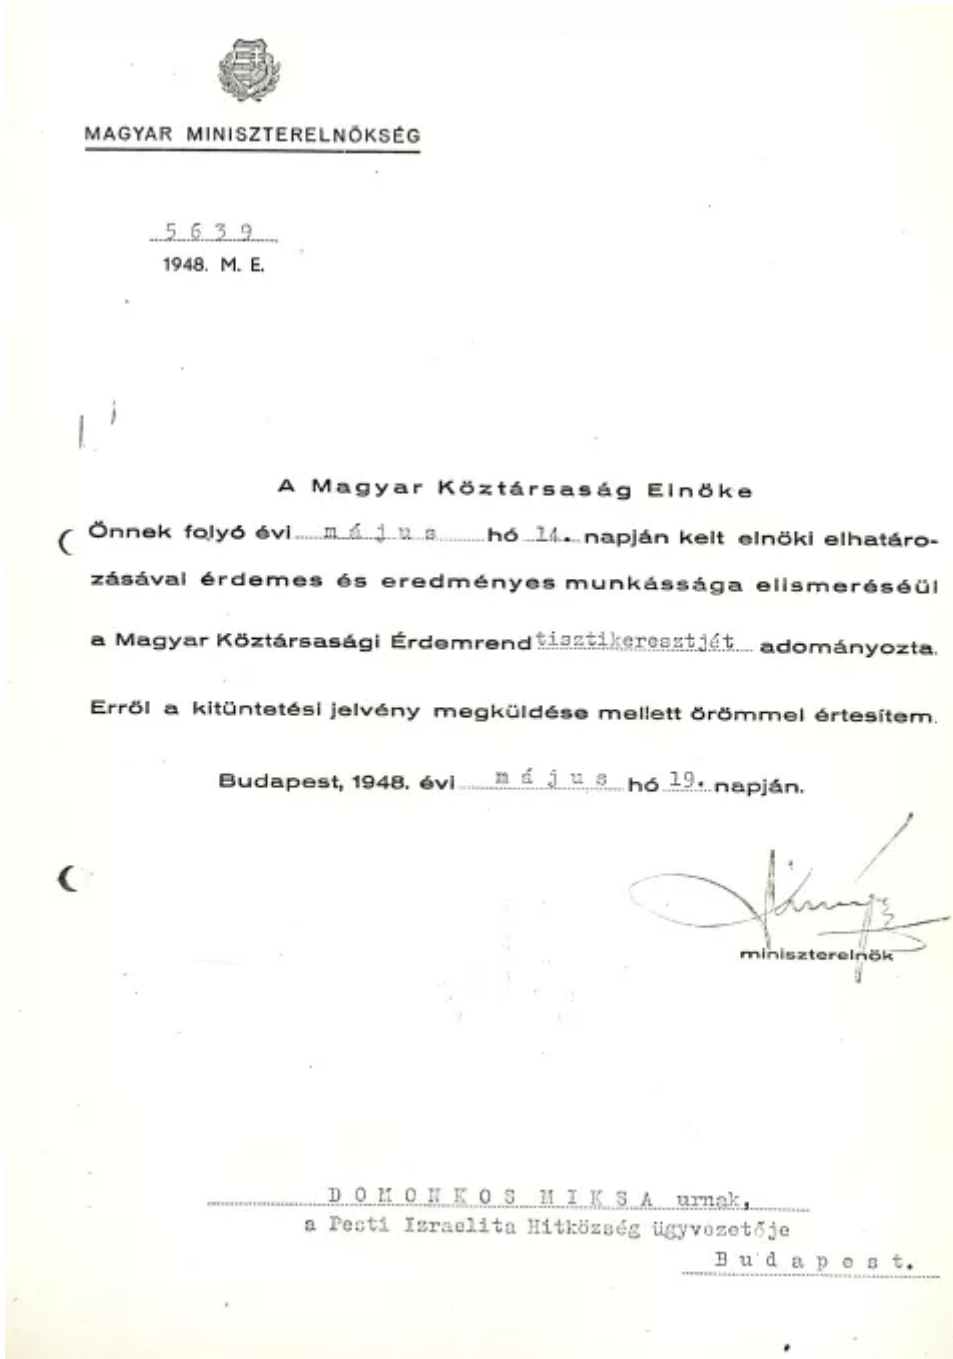 MAGYAR MINISZTERELNÖKSÉG
5639
1948. M. E.
A Magyar Köztársaság Elnöke
Önnek folyó évi május hó 14. napján kelt elnöki elhatáro-
zásával érdemes és eredményes munkássága elismeréséül
a Magyar Köztársasági Érdemrend tisztikeresztjét adományozta.
Erről a kitüntetési jelvény megküldése mellett örömmel értesítem.
Budapest, 1948. évi május hó 19. napján.
miniszterelnök
DOMONKOS MIKSA urnak,
a Pesti Izraelita Hitközség ügyvezetője
Budapest.